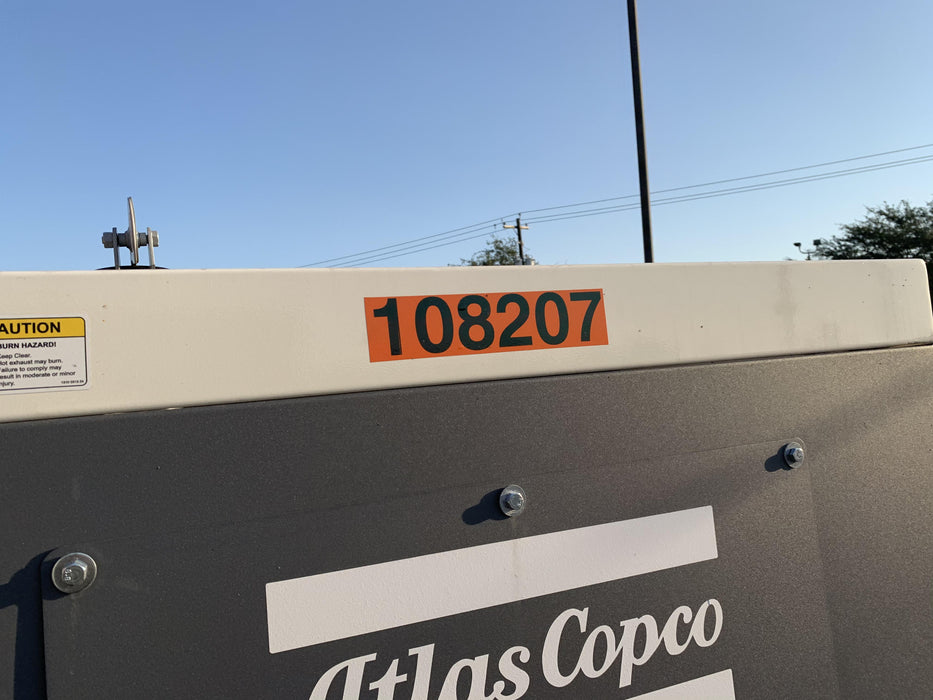 108207
AUTION
BURN HAZARD!
Keep Clear.
Hot exhaust may burn.
Failure to comply may
result in moderate or minor
injury.
Atlas Copco